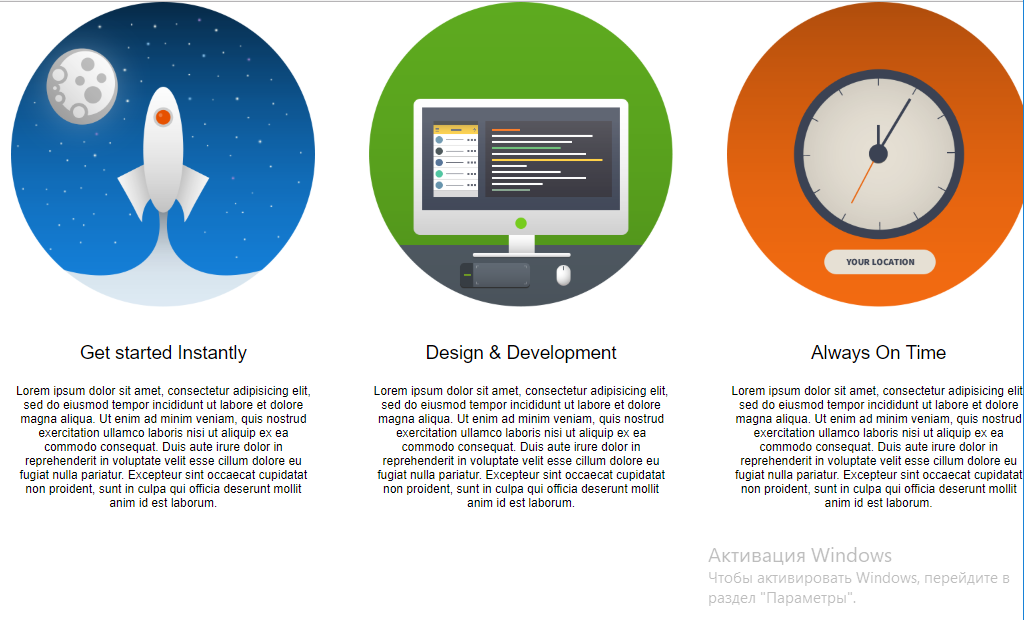 YOUR LOCATION
Get started Instantly
Lorem ipsum dolor sit amet, consectetur adipisicing elit,
sed do eiusmod tempor incididunt ut labore et dolore
magna aliqua. Ut enim ad minim veniam, quis nostrud
exercitation ullamco laboris nisi ut aliquip ex ea
commodo consequat. Duis aute irure dolor in
reprehenderit in voluptate velit esse cillum dolore eu
fugiat nulla pariatur. Excepteur sint occaecat cupidatat
non proident, sunt in culpa qui officia deserunt mollit
anim id est laborum.
Design & Development
Lorem ipsum dolor sit amet, consectetur adipisicing elit,
sed do eiusmod tempor incididunt ut labore et dolore
magna aliqua. Ut enim ad minim veniam, quis nostrud
exercitation ullamco laboris nisi ut aliquip ex ea
commodo consequat. Duis aute irure dolor in
reprehenderit in voluptate velit esse cillum dolore eu
fugiat nulla pariatur. Excepteur sint occaecat cupidatat
non proident, sunt in culpa qui officia deserunt mollit
anim id est laborum.
Always On Time
Lorem ipsum dolor sit amet, consectetur adipisicing elit
sed do eiusmod tempor incididunt ut labore et dolore
magna aliqua. Ut enim ad minim veniam, quis nostrud
exercitation ullamco laboris nisi ut aliquip ex ea
commodo consequat. Duis aute irure dolor in
reprehenderit in voluptate velit esse cillum dolore eu
fugiat nulla pariatur. Excepteur sint occaecat cupidatat
non proident, sunt in culpa qui officia deserunt mollit
anim id est laborum.
Активация Windows
Чтобы активировать Windows, перейдите в
раздел "Параметры".